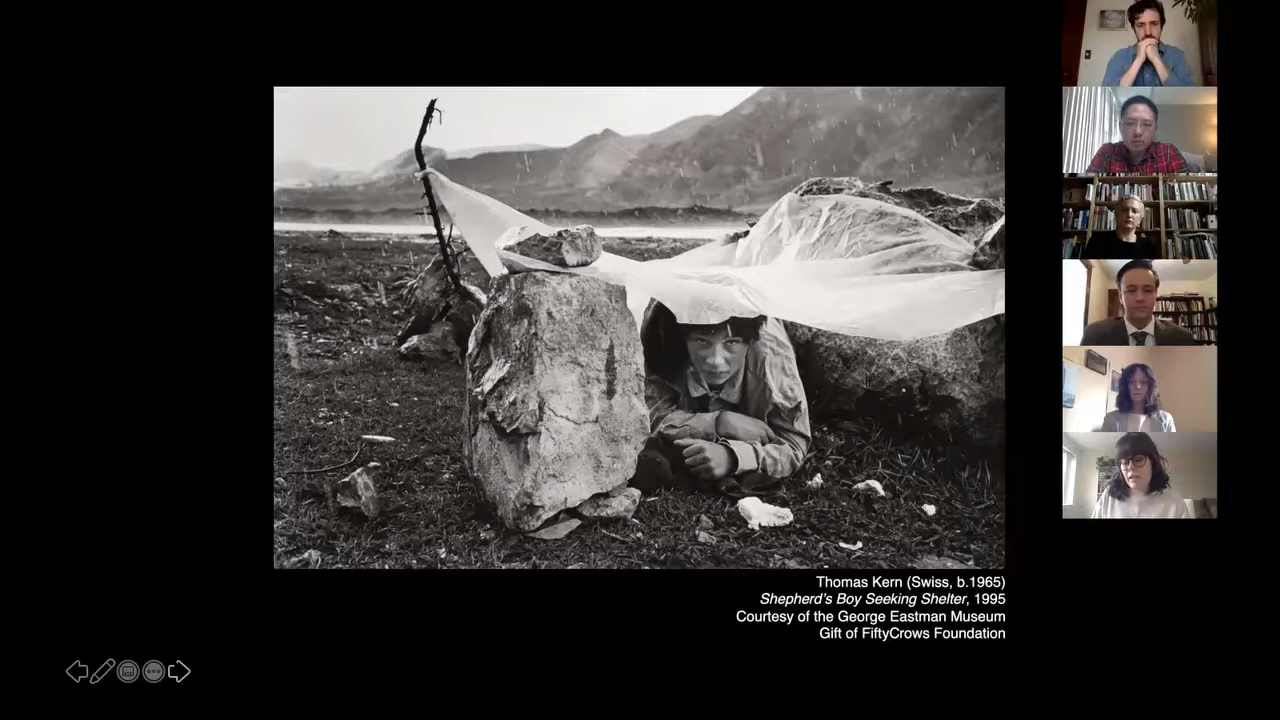 Thomas Kern (Swiss, b.1965)
Shepherd's Boy Seeking Shelter, 1995
Courtesy of the George Eastman Museum
Gift of FiftyCrows Foundation